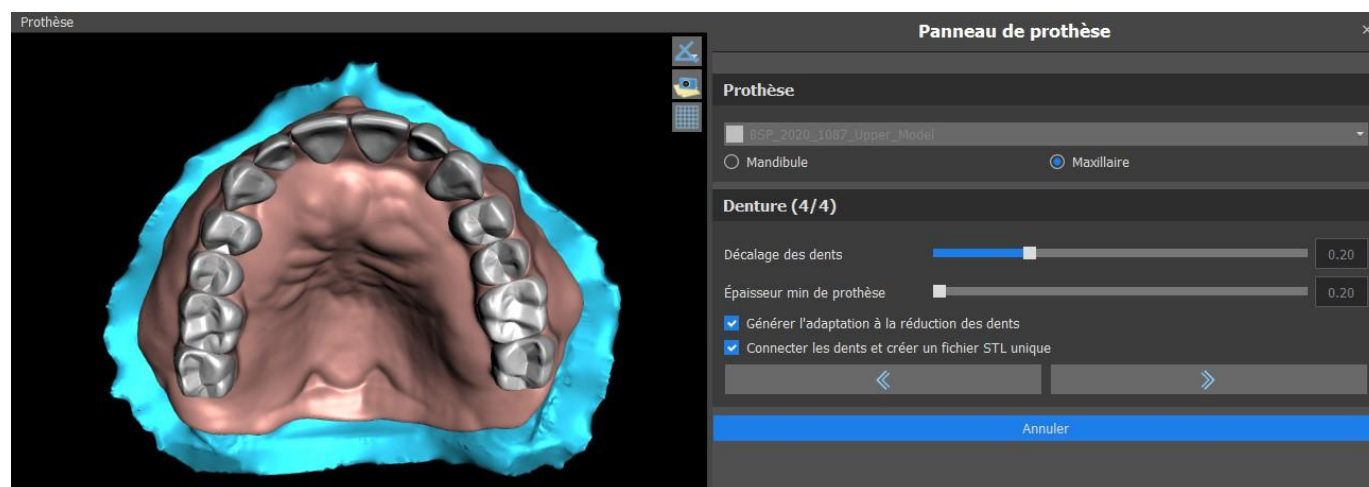 Prothèse
Panneau de prothèse
Prothèse
BSP_2020_1087_Upper_Model
Mandibule
Maxillaire
Denture (4/4)
Décalage des dents
0.20
Épaisseur min de prothèse
0.20
Générer l'adaptation à la réduction des dents
Connecter les dents et créer un fichier STL unique
Annuler